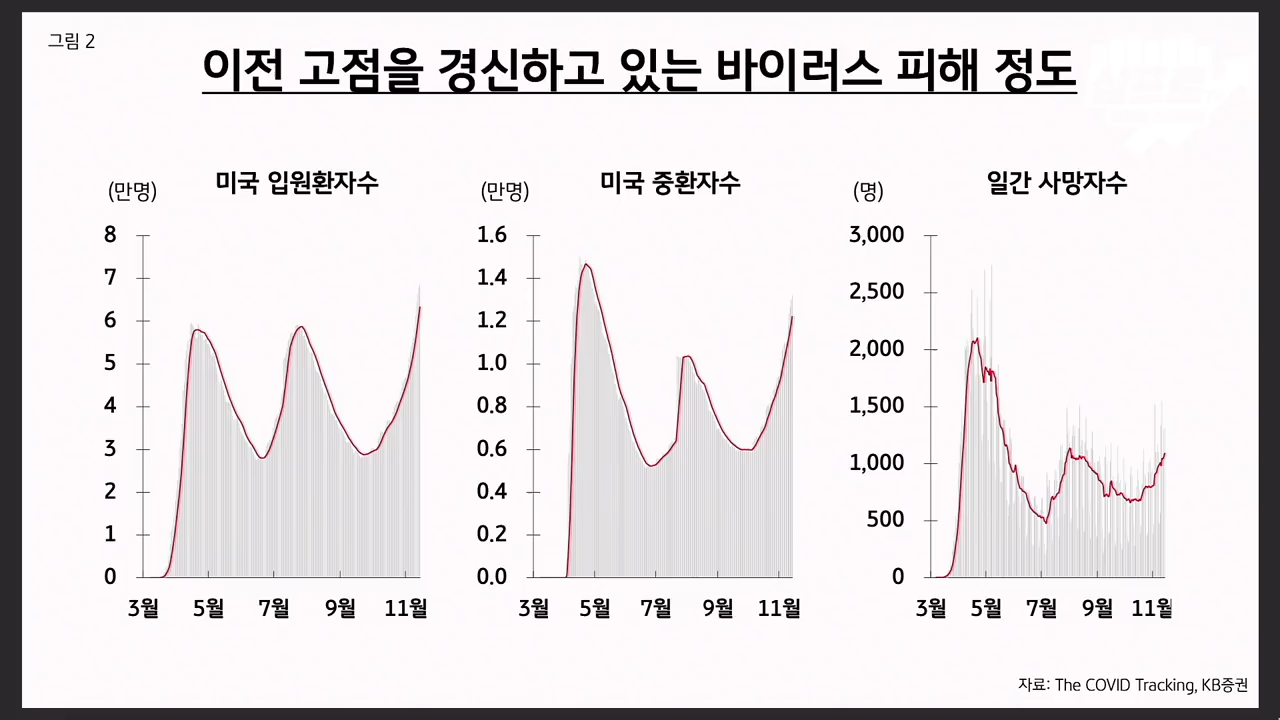 그림 2
이전 고점을 경신하고 있는 바이러스 피해 정도
(만명) 미국 입원환자수
8
7
6
5
4
3
2
1
0
3월 5월 7월 9월 11월
(만명) 미국 중환자수
1.6
1.4
1.2
1.0
0.8
0.6
0.4
0.2
0.0
3월 5월 7월 9월 11월
(명) 일간 사망자수
3,000
2,500
2,000
1,500
1,000
500
0
3월 5월 7월 9월 11월
자료: The COVID Tracking, KB증권